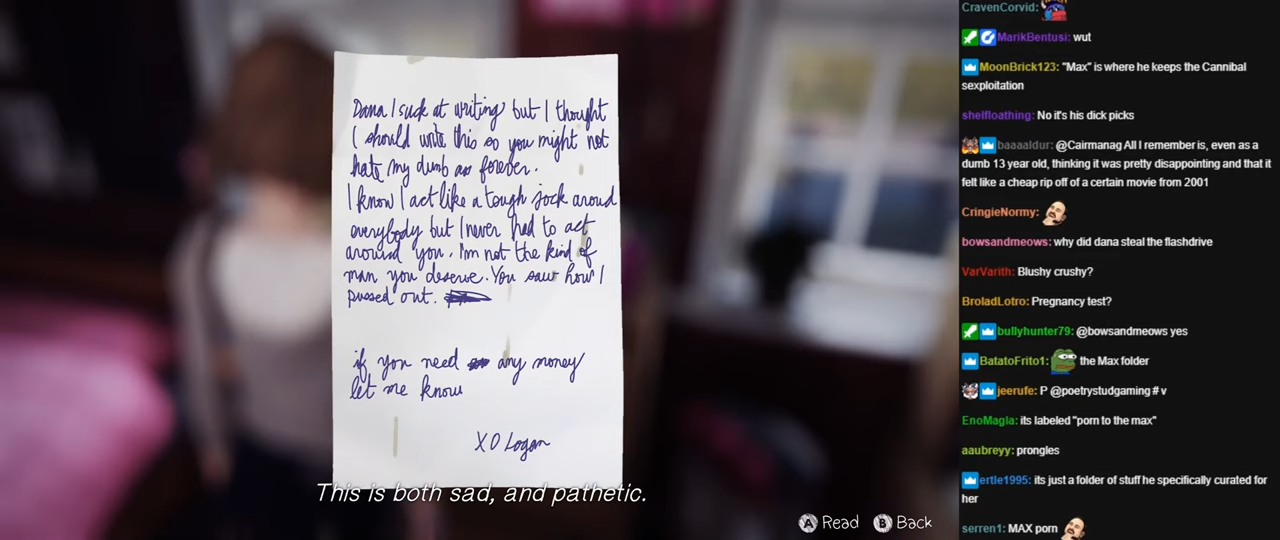 Dana I suck at writing but I thought
I should write this so you might not
hate my dumb ass forever.
I know I act like a tough jock around
everybody but I never had to act
around you. I'm not the kind of
man you deserve. You saw how I
pussed out.
if you need any money
let me know
XO Logan
This is both sad, and pathetic.
A Read B Back
CravenCorvid:
MarikBentusi: wut
MoonBrick123: "Max" is where he keeps the Cannibal
sexploitation
shelfloathing: No it's his dick picks
baaaaldur: @Cairmanag All I remember is, even as a
dumb 13 year old, thinking it was pretty disappointing and that it
felt like a cheap rip off of a certain movie from 2001
CringieNormy:
bowsandmeows: why did dana steal the flashdrive
VarVarith: Blushy crushy?
BroladLotro: Pregnancy test?
bullyhunter79: @bowsandmeows yes
BatatoFrito1: the Max folder
jeerufe: P @poetrystudgaming # v
EnoMagla: its labeled "porn to the max"
aaubreyy: prongles
ertle1995: its just a folder of stuff he specifically curated for
her
serren1: MAX porn